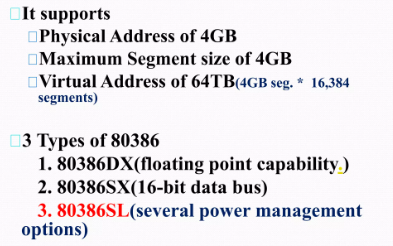 It supports
Physical Address of 4GB
Maximum Segment size of 4GB
Virtual Address of 64TB(4GB seg. * 16,384
segments)
3 Types of 80386
1. 80386DX(floating point capability.)
2. 80386SX(16-bit data bus)
3. 80386SL(several power management
options)